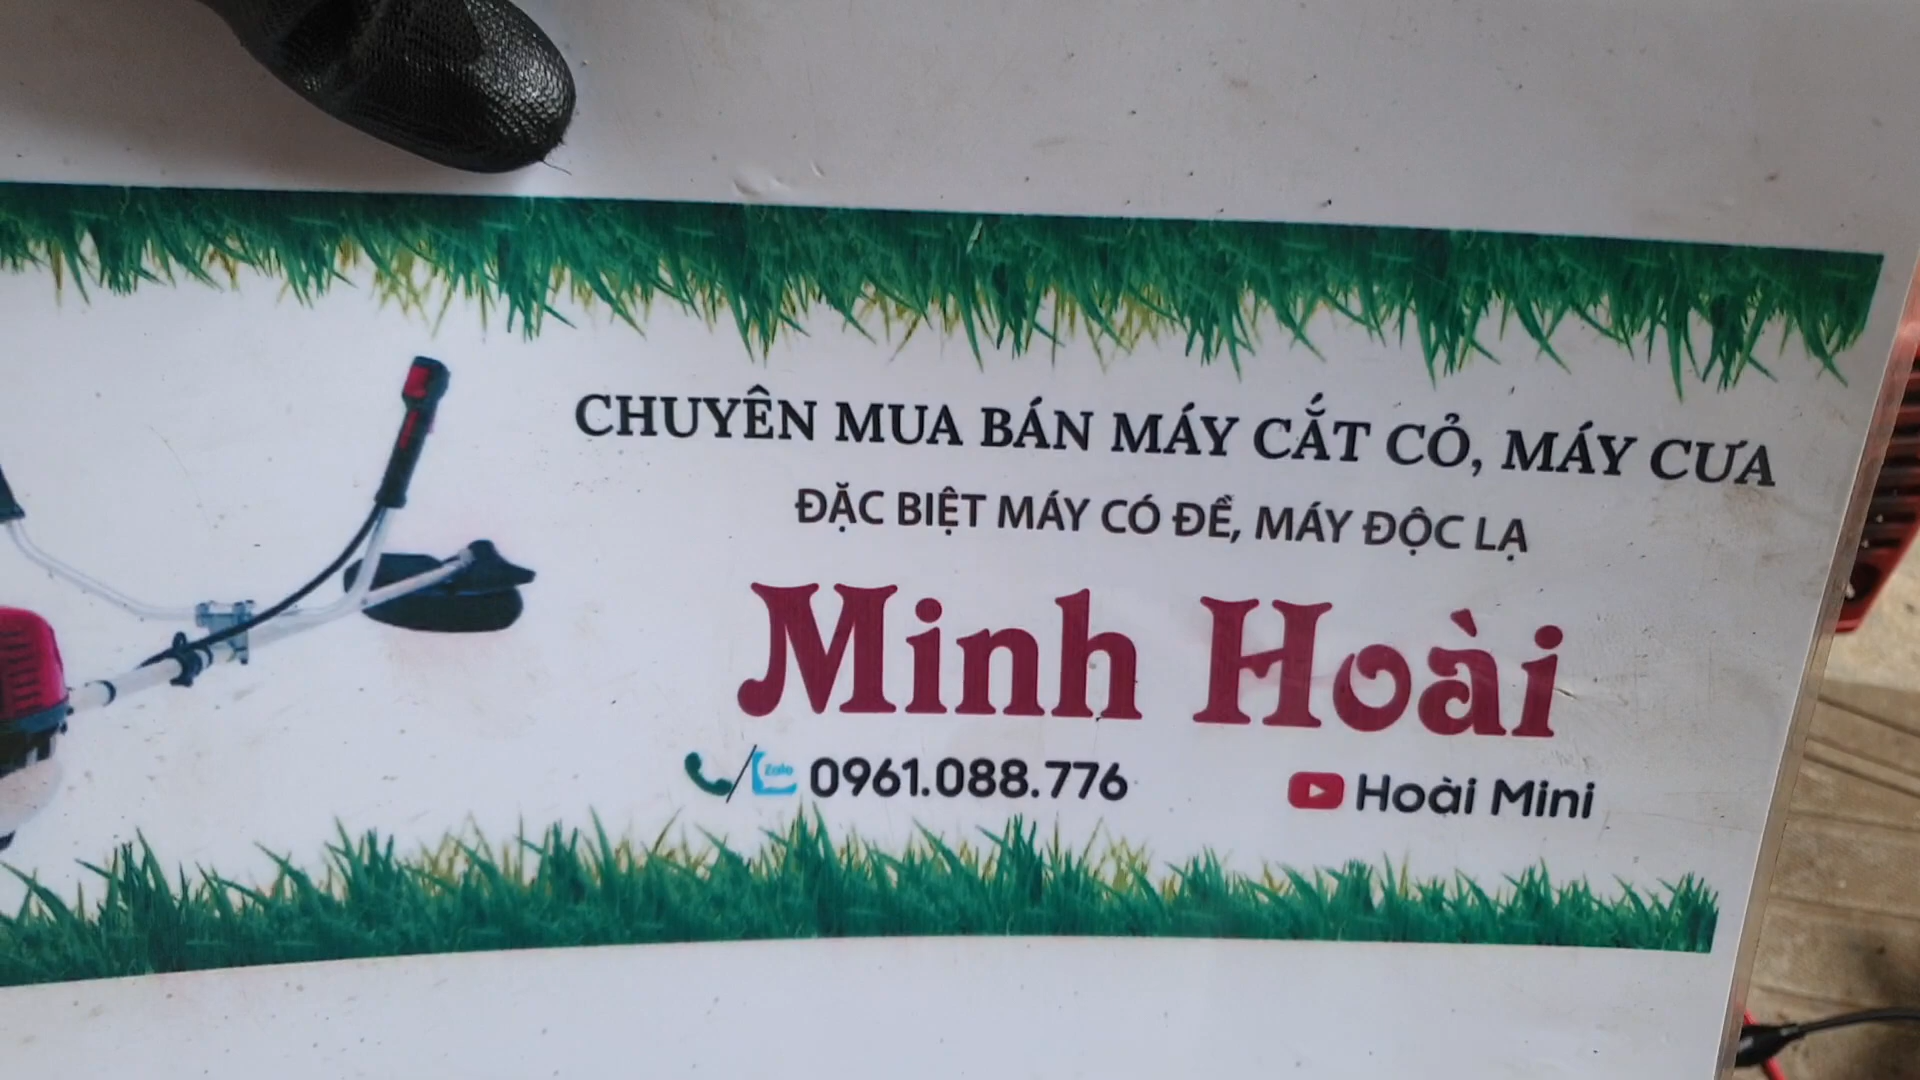 CHUYÊN MUA BÁN MÁY CẮT CỎ, MÁY CƯA
ĐẶC BIỆT MÁY CÓ ĐỀ, MÁY ĐỘC LẠ
Minh Hoài
Zalo 0961.088.776
Hoài Mini